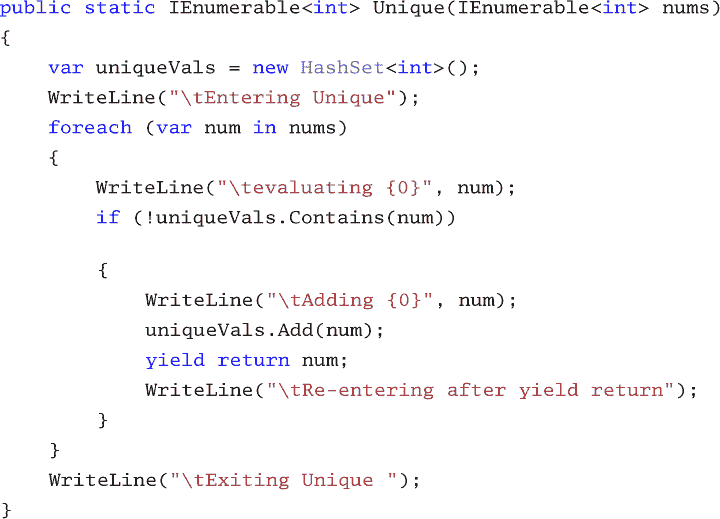 public static IEnumerable<int> Unique(IEnumerable<int> nums)
{
    var uniqueVals = new HashSet<int>();
    WriteLine("\tEntering Unique");
    foreach (var num in nums)
    {
        WriteLine("\tevaluating {0}", num);
        if (!uniqueVals.Contains(num))
        {
            WriteLine("\tAdding {0}", num);
            uniqueVals.Add(num);
            yield return num;
            WriteLine("\tRe-entering after yield return");
        }
    }
    WriteLine("\tExiting Unique ");
}